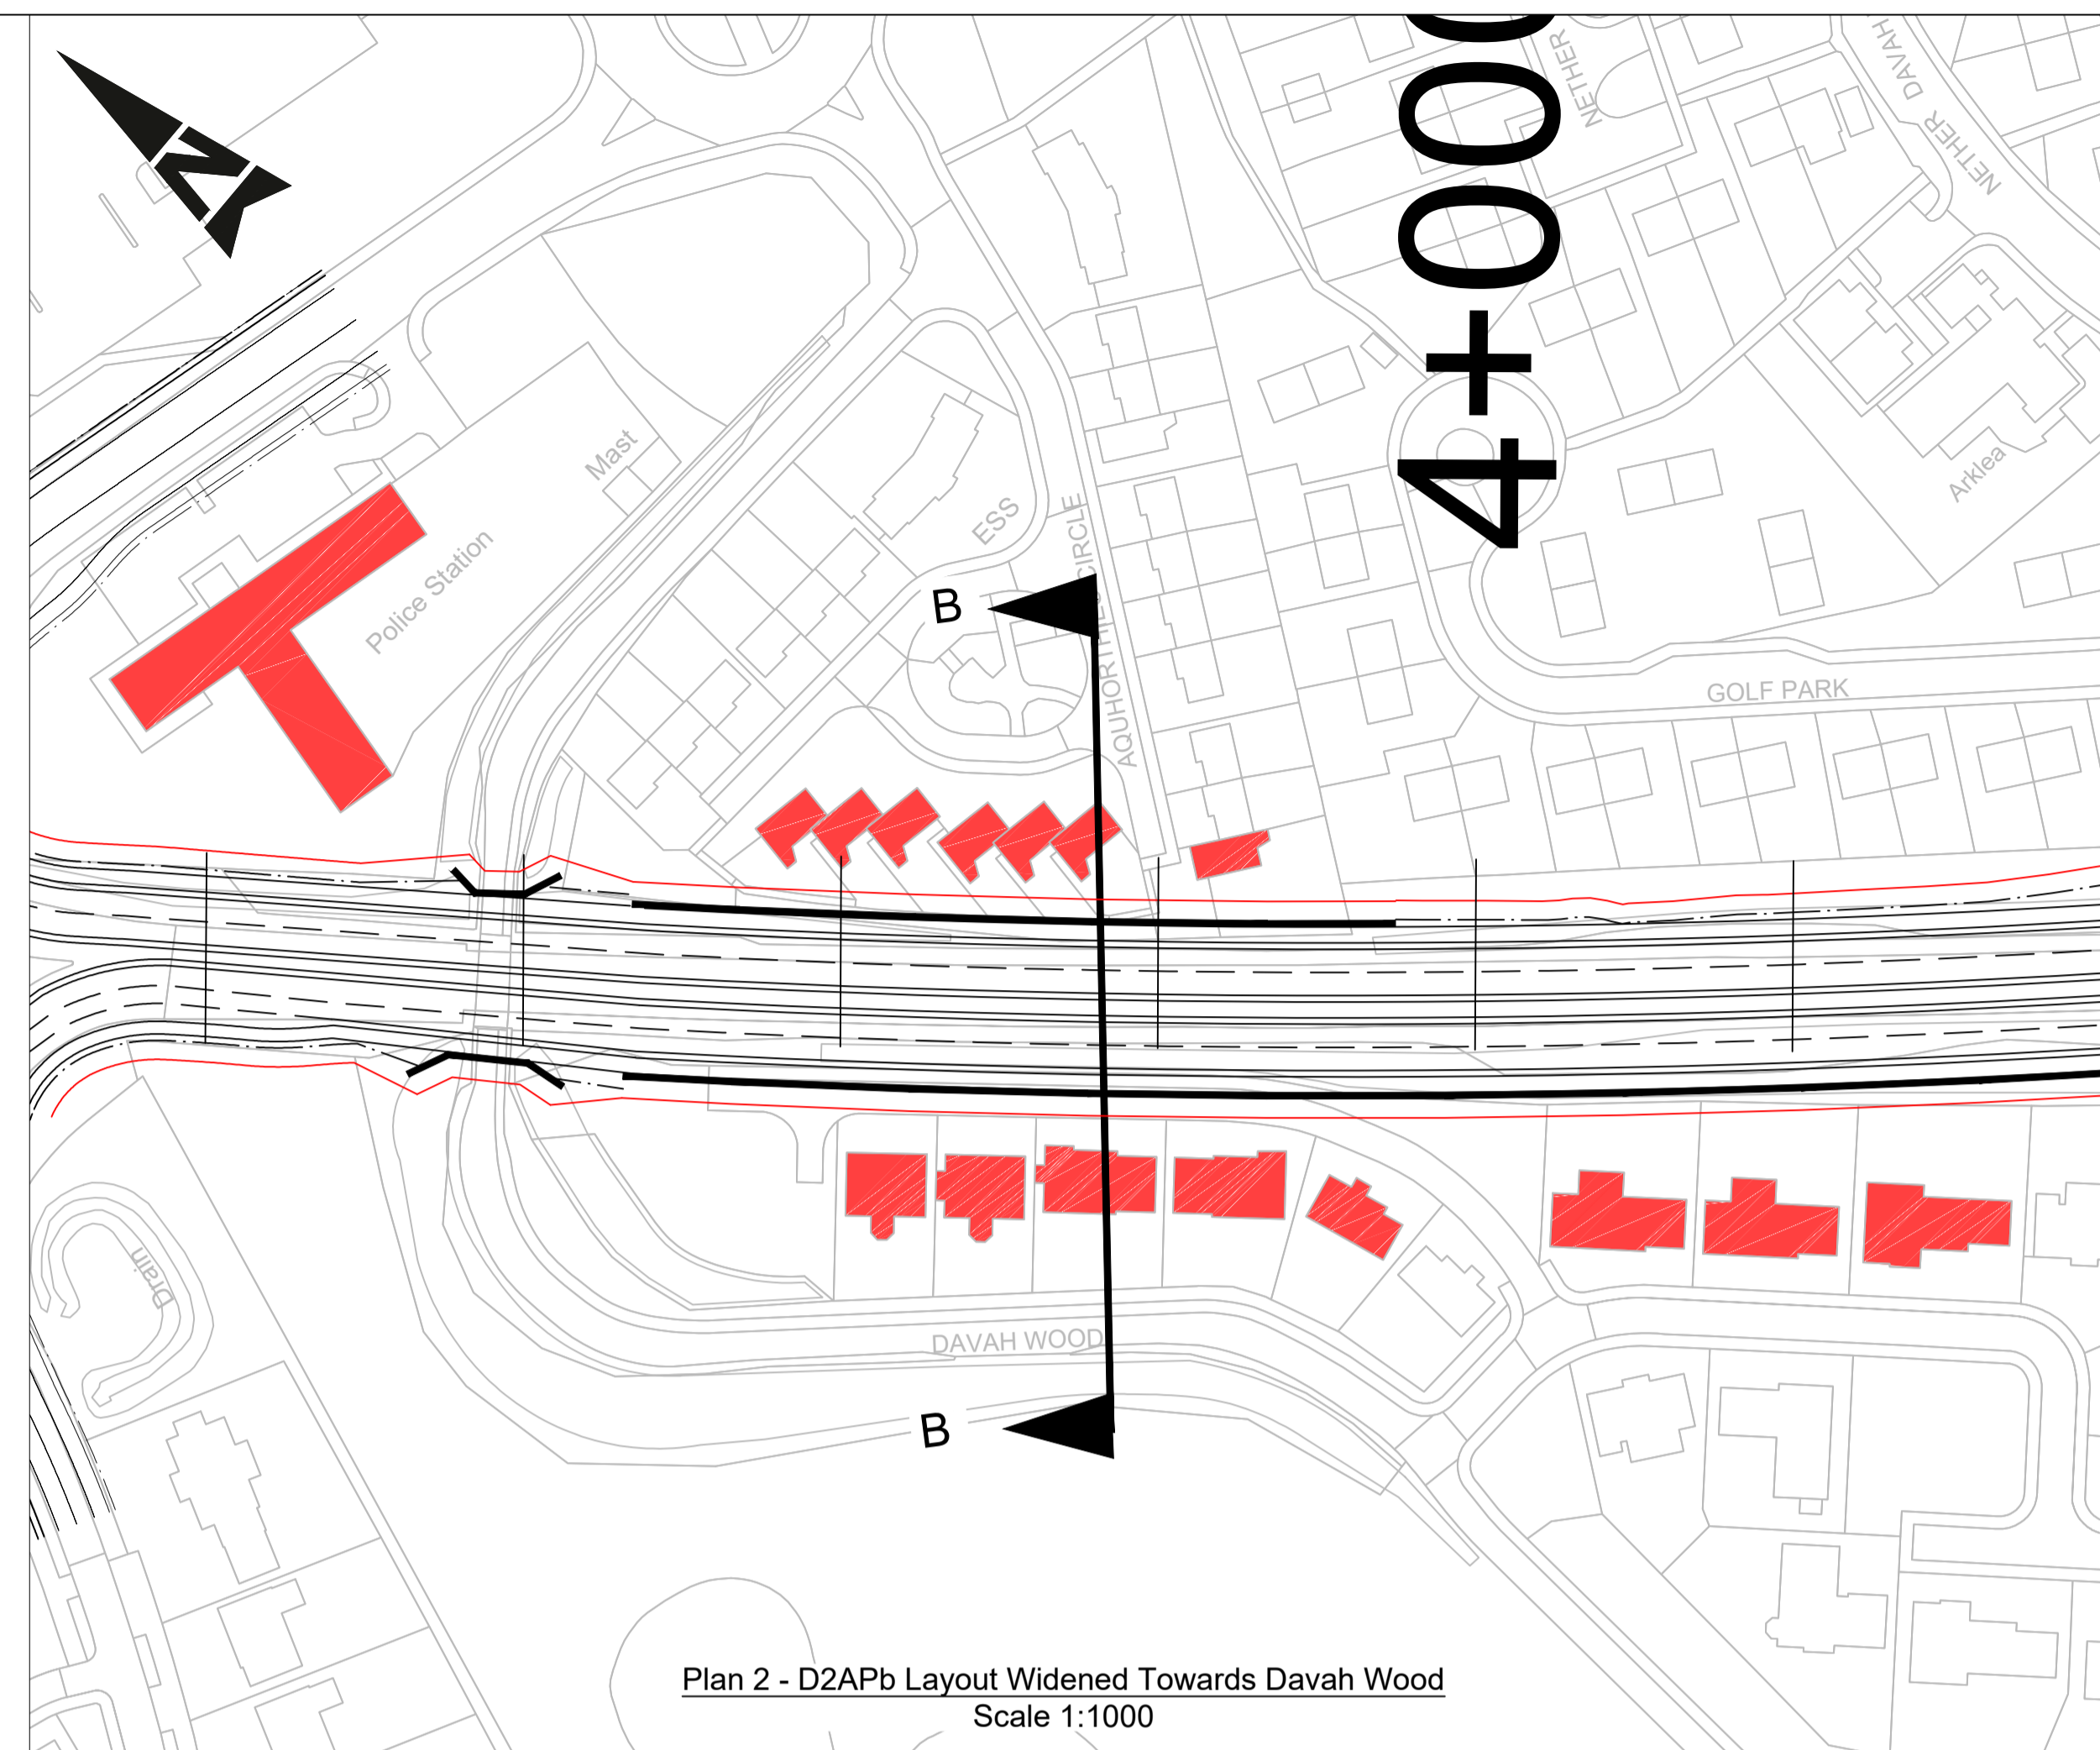 N
NETHER
NETHER DAVAH
NETHER
4+000
Mast
Police Station
ESS
CIRCLE
Arklea
B
GOLF PARK
Drain
DAVAH WOOD
B
Plan 2 - D2APb Layout Widened Towards Davah Wood
Scale 1:1000